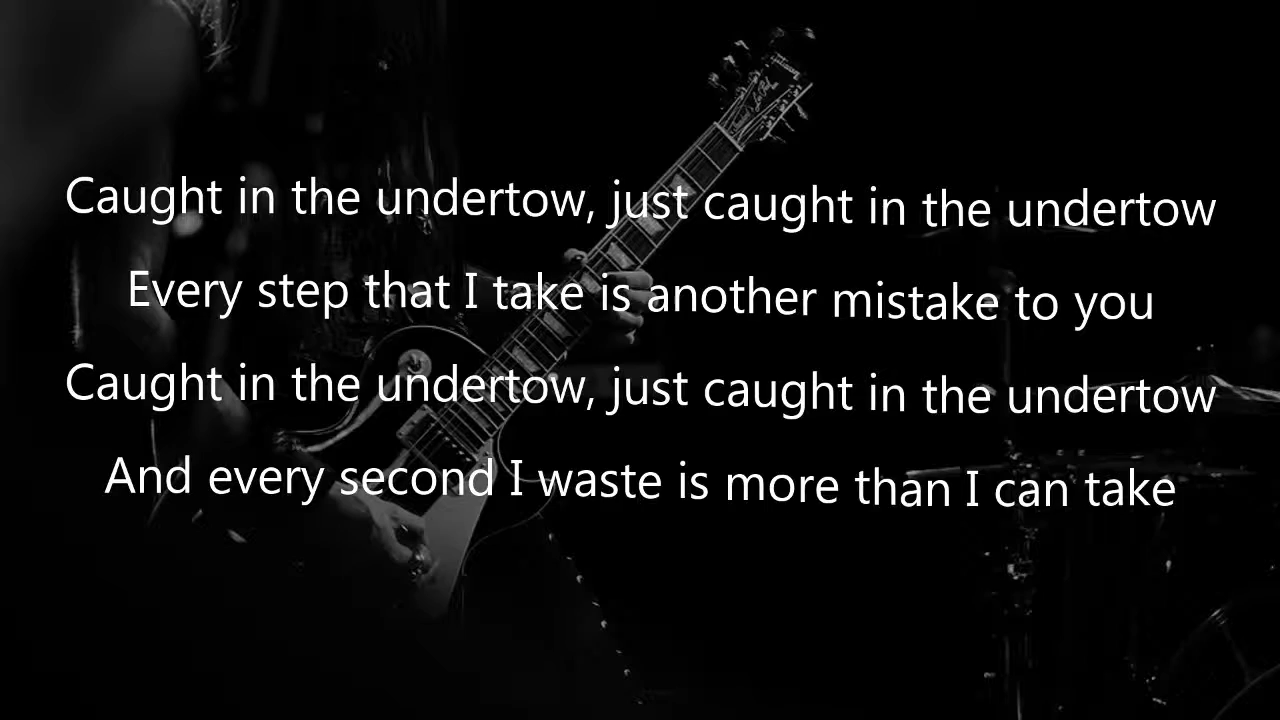 Caught in the undertow, just caught in the undertow
Every step that I take is another mistake to you
Caught in the undertow, just caught in the undertow
And every second I waste is more than I can take